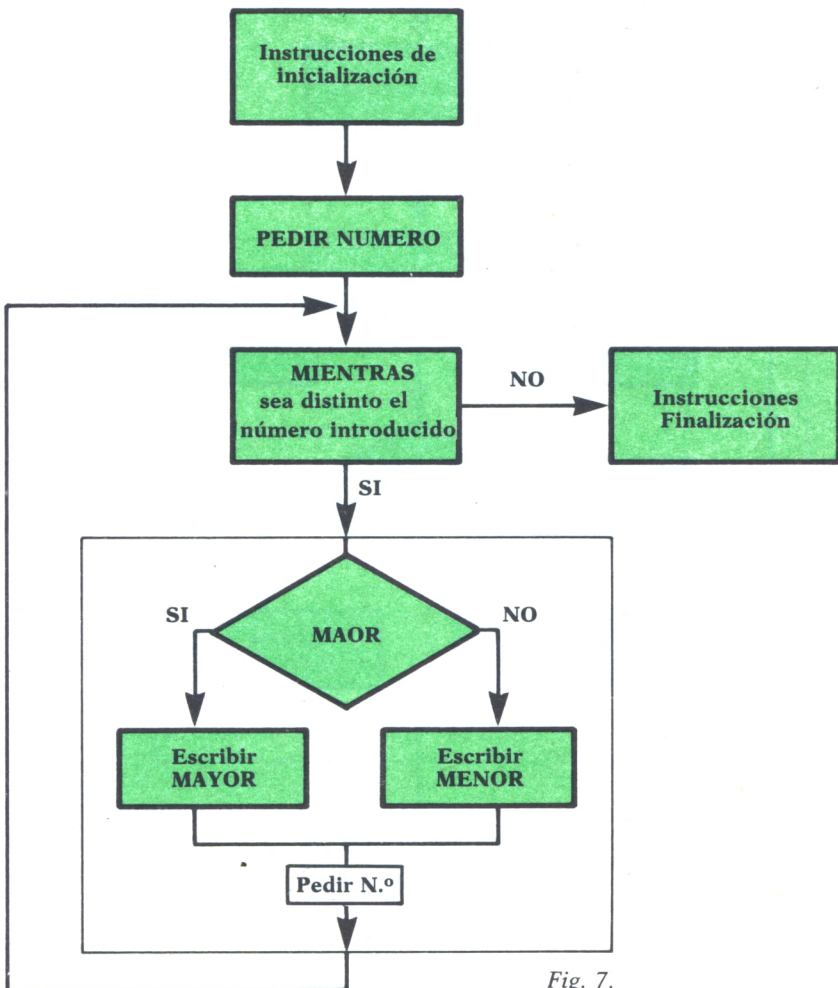 Instrucciones de
inicialización
PEDIR NUMERO
MIENTRAS
sea distinto el
número introducido
NO
Instrucciones
Finalización
SI
SI
MAOR
NO
Escribir
MAYOR
Escribir
MENOR
Pedir N.º
Fig. 7.